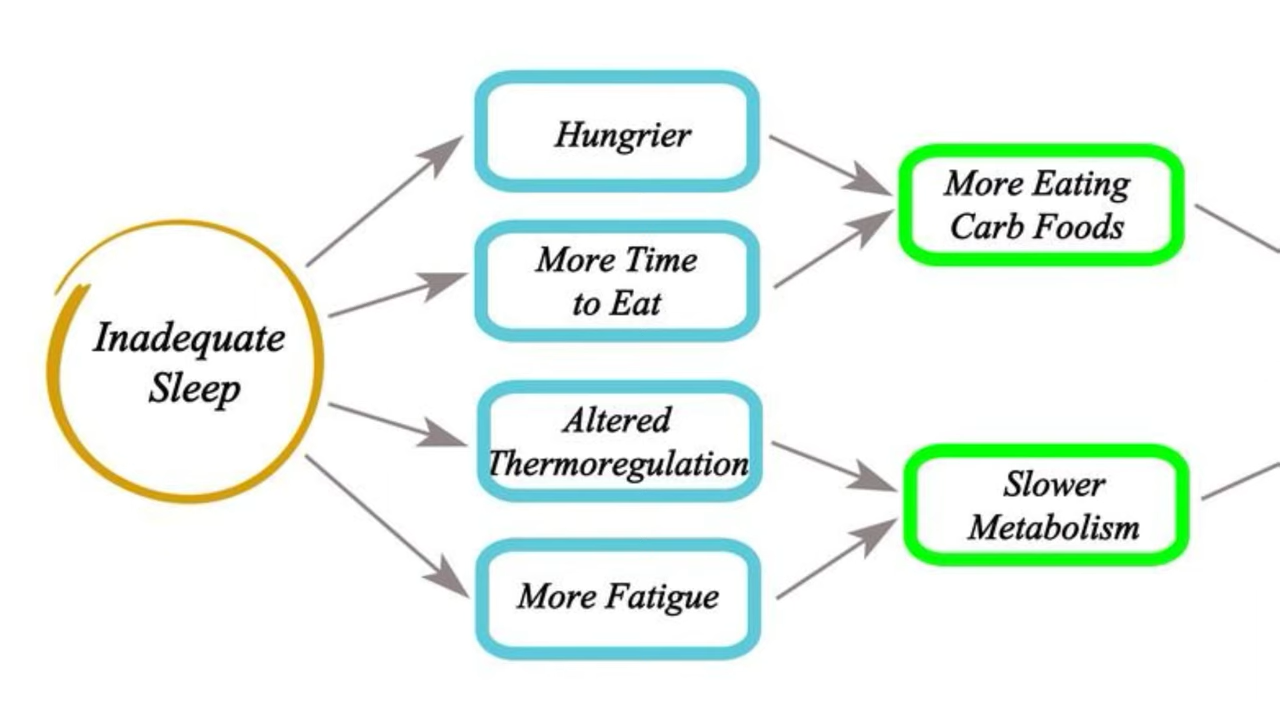 Inadequate
Sleep
Hungrier
More Time
to Eat
Altered
Thermoregulation
More Fatigue
More Eating
Carb Foods
Slower
Metabolism